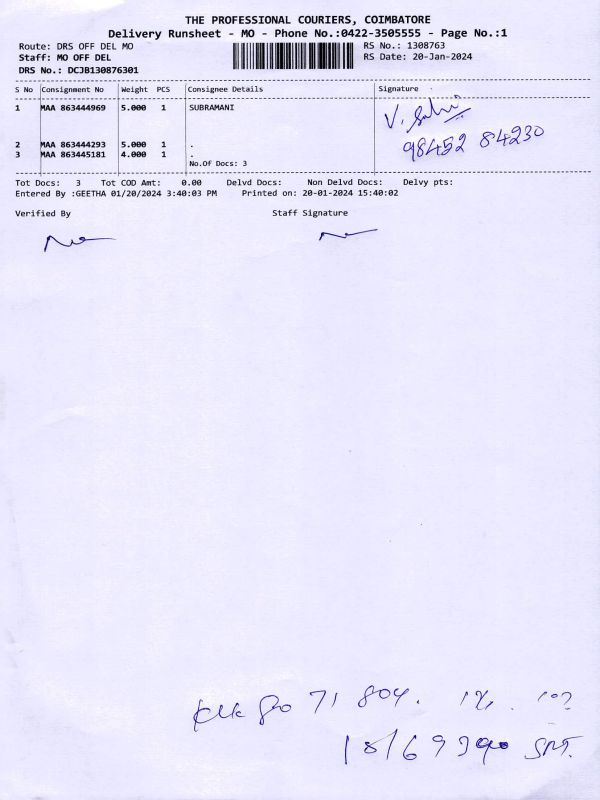 THE PROFESSIONAL COURIERS, COIMBATORE
Delivery Runsheet - MO - Phone No.:0422-3505555 - Page No.:1
Route: DRS OFF DEL MO RS No.: 1308763
Staff: MO OFF DEL RS Date: 20-Jan-2024
DRS No.: DCJB130876301
S No Consignment No Weight PCS Consignee Details Signature
1 MAA 863444969 5.000 1 SUBRAMANI
V.
98452 84230
2 MAA 863444293 5.000 1 .
3 MAA 863445181 4.000 1 .
No.Of Docs: 3
Tot Docs: 3 Tot COD Amt: 0.00 Delvd Docs: Non Delvd Docs: Delvy pts:
Entered By :GEETHA 01/20/2024 3:40:03 PM Printed on: 20-01-2024 15:40:02
Verified By Staff Signature
71 804.